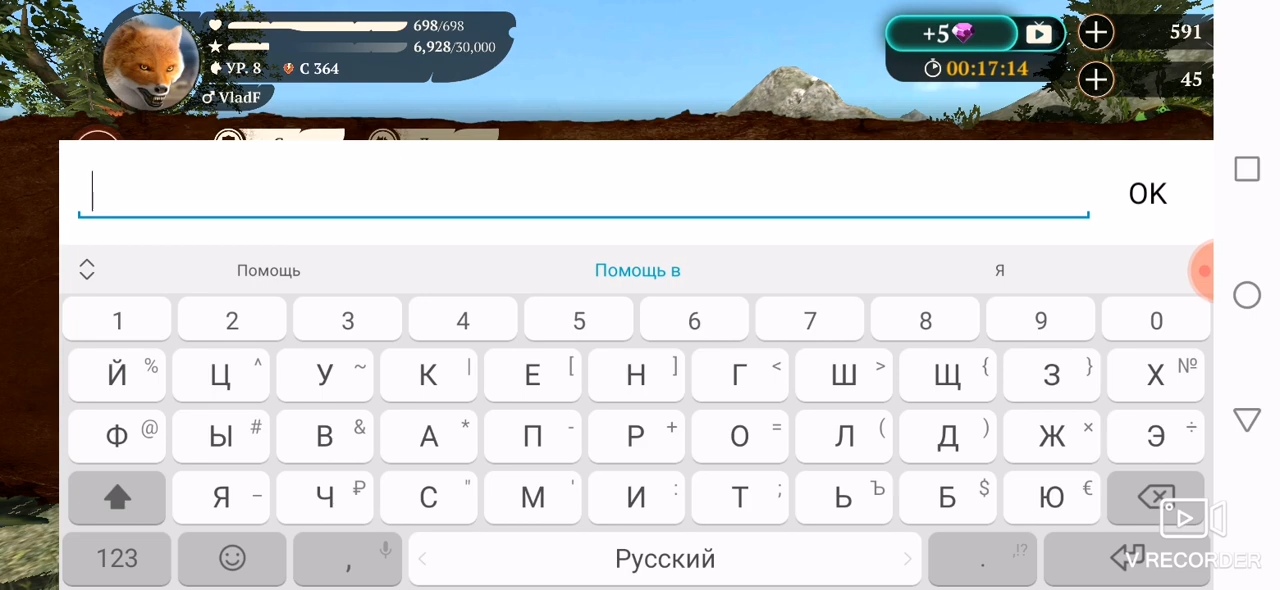 698/698
6,928/30,000
УР. 8 С 364
♂ VladF
+5
00:17:14
591
45
OK
Помощь Помощь в Я
1 2 3 4 5 6 7 8 9 0
Й % Ц ^ У ~ К | Е [ Н ] Г < Ш > Щ { З } Х №
Ф @ Ы # В & А * П - Р + О = Л ( Д ) Ж × Э ÷
Я _ Ч ₽ С " М ' И : Т ; Ь Ъ Б $ Ю €
123 , < Русский > . ,!?
V RECORDER